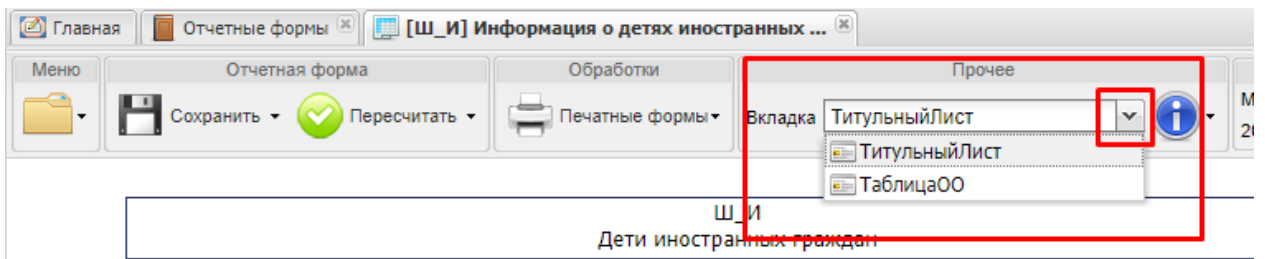 Главная
Отчетные формы
[Ш_И] Информация о детях иностранных ...
Меню
Отчетная форма
Обработки
Прочее
Сохранить
Пересчитать
Печатные формы
Вкладка
ТитульныйЛист
ТитульныйЛист
ТаблицаОО
Ш_И
Дети иностранных граждан